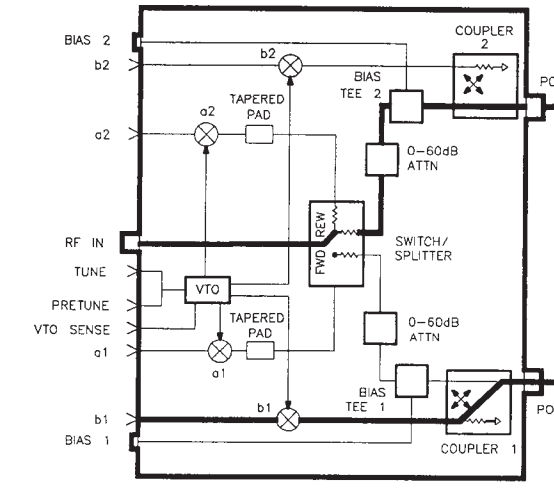 COUPLER
2
BIAS 2
b2
b2
BIAS
TEE 2
PO
TAPERED
PAD
a2
a2
0-60dB
ATTN
REW
FWD
RF IN
SWITCH/
SPLITTER
TUNE
VTO
PRETUNE
VTO SENSE
TAPERED
PAD
0-60dB
ATTN
a1
a1
BIAS
TEE 1
b1
b1
PO
BIAS 1
COUPLER 1